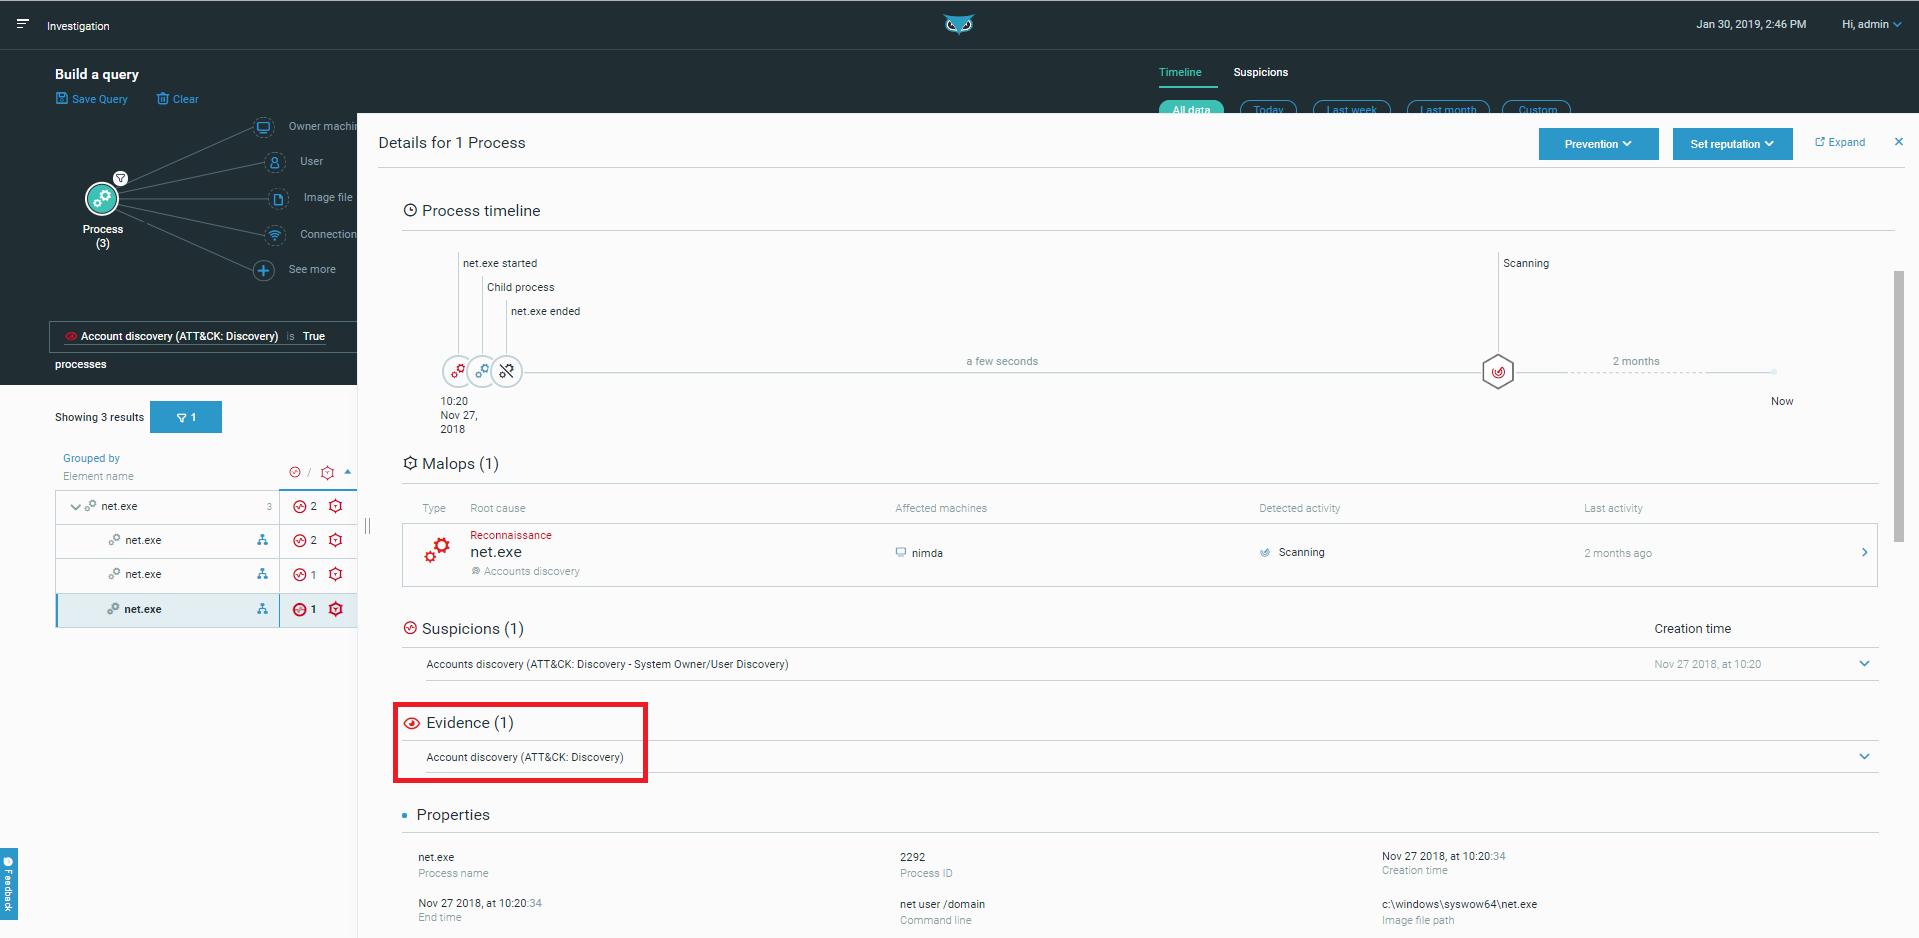 Investigation
Jan 30, 2019, 2:46 PM
Hi, admin
Build a query
Save Query
Clear
Timeline
Suspicions
All data
Today
Last week
Last month
Custom
Owner machin
User
Image file
Connection
See more
Process
(3)
Account discovery (ATT&CK: Discovery) is True
processes
Showing 3 results
1
Grouped by
Element name
/
net.exe 3 2
net.exe 2
net.exe 1
net.exe 1
Feedback
Details for 1 Process
Prevention
Set reputation
Expand
Process timeline
net.exe started
Child process
net.exe ended
Scanning
a few seconds
2 months
10:20
Nov 27,
2018
Now
Malops (1)
Type Root cause Affected machines Detected activity Last activity
Reconnaissance
net.exe
Accounts discovery
nimda
Scanning
2 months ago
Suspicions (1)
Creation time
Accounts discovery (ATT&CK: Discovery - System Owner/User Discovery)
Nov 27 2018, at 10:20
Evidence (1)
Account discovery (ATT&CK: Discovery)
Properties
net.exe
Process name
2292
Process ID
Nov 27 2018, at 10:20:34
Creation time
Nov 27 2018, at 10:20:34
End time
net user /domain
Command line
c:\windows\syswow64\net.exe
Image file path